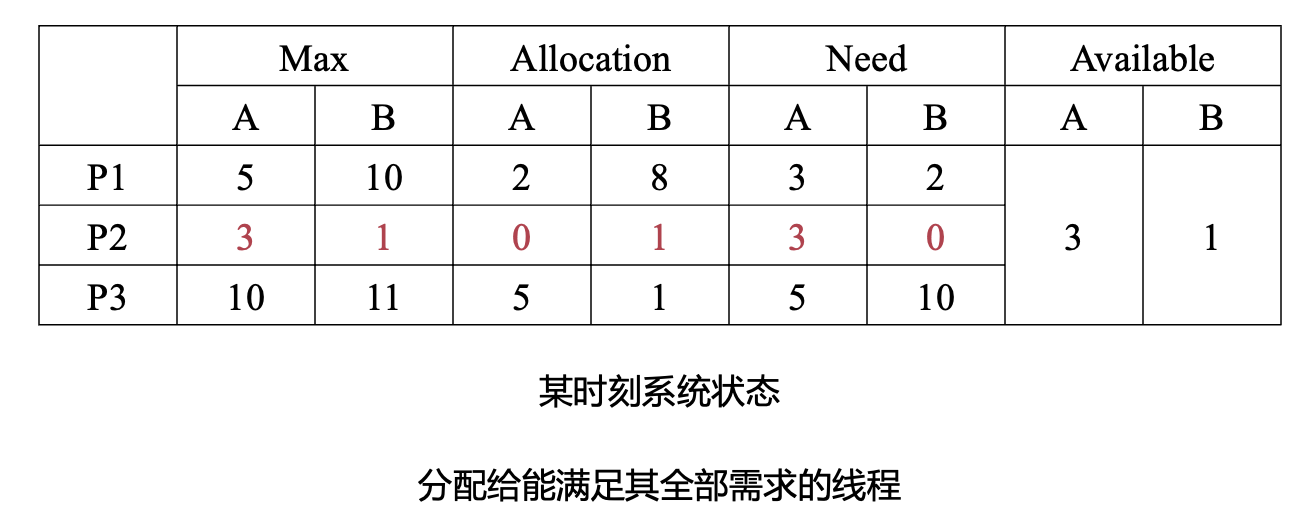 Max Allocation Need Available
A B A B A B A B
P1 5 10 2 8 3 2
P2 3 1 0 1 3 0 3 1
P3 10 11 5 1 5 10
某时刻系统状态
分配给能满足其全部需求的线程